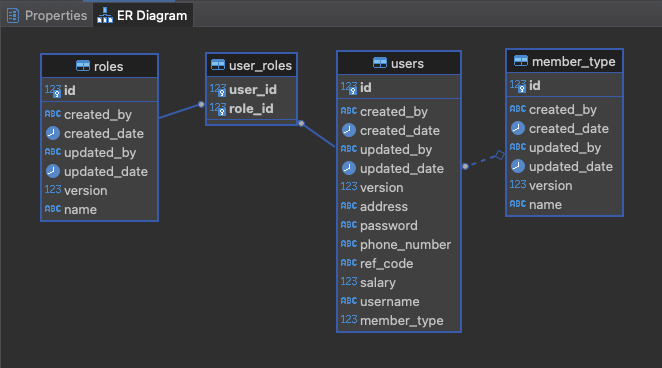 Properties
ER Diagram
roles
123 id
ABC created_by
created_date
ABC updated_by
updated_date
123 version
ABC name
user_roles
123 user_id
123 role_id
users
123 id
ABC created_by
created_date
ABC updated_by
updated_date
123 version
ABC address
ABC password
ABC phone_number
ABC ref_code
123 salary
ABC username
123 member_type
member_type
123 id
ABC created_by
created_date
ABC updated_by
updated_date
123 version
ABC name